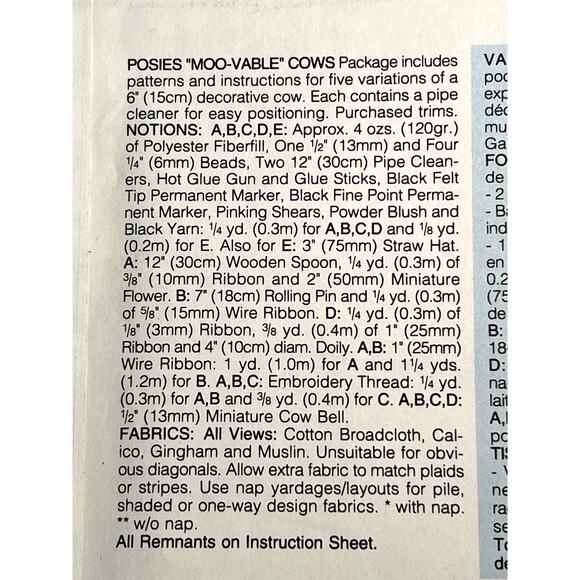 POSIES "MOO-VABLE" COWS Package includes
patterns and instructions for five variations of a
6" (15cm) decorative cow. Each contains a pipe
cleaner for easy positioning. Purchased trims.
NOTIONS: A,B,C,D,E: Approx. 4 ozs. (120gr.)
of Polyester Fiberfill, One 1/2" (13mm) and Four
1/4" (6mm) Beads, Two 12" (30cm) Pipe Clean-
ers, Hot Glue Gun and Glue Sticks, Black Felt
Tip Permanent Marker, Black Fine Point Perma-
nent Marker, Pinking Shears, Powder Blush and
Black Yarn: 1/4 yd. (0.3m) for A,B,C,D and 1/8 yd.
(0.2m) for E. Also for E: 3" (75mm) Straw Hat.
A: 12" (30cm) Wooden Spoon, 1/4 yd. (0.3m) of
3/8" (10mm) Ribbon and 2" (50mm) Miniature
Flower. B: 7" (18cm) Rolling Pin and 1/4 yd. (0.3m)
of 5/8" (15mm) Wire Ribbon. D: 1/4 yd. (0.3m) of
1/8" (3mm) Ribbon, 3/8 yd. (0.4m) of 1" (25mm)
Ribbon and 4" (10cm) diam. Doily. A,B: 1" (25mm)
Wire Ribbon: 1 yd. (1.0m) for A and 1 1/4 yds.
(1.2m) for B. A,B,C: Embroidery Thread: 1/4 yd.
(0.3m) for A,B and 3/8 yd. (0.4m) for C. A,B,C,D:
1/2" (13mm) Miniature Cow Bell.
FABRICS: All Views: Cotton Broadcloth, Cal-
ico, Gingham and Muslin. Unsuitable for obvi-
ous diagonals. Allow extra fabric to match plaids
or stripes. Use nap yardages/layouts for pile,
shaded or one-way design fabrics. * with nap.
** w/o nap.
All Remnants on Instruction Sheet.